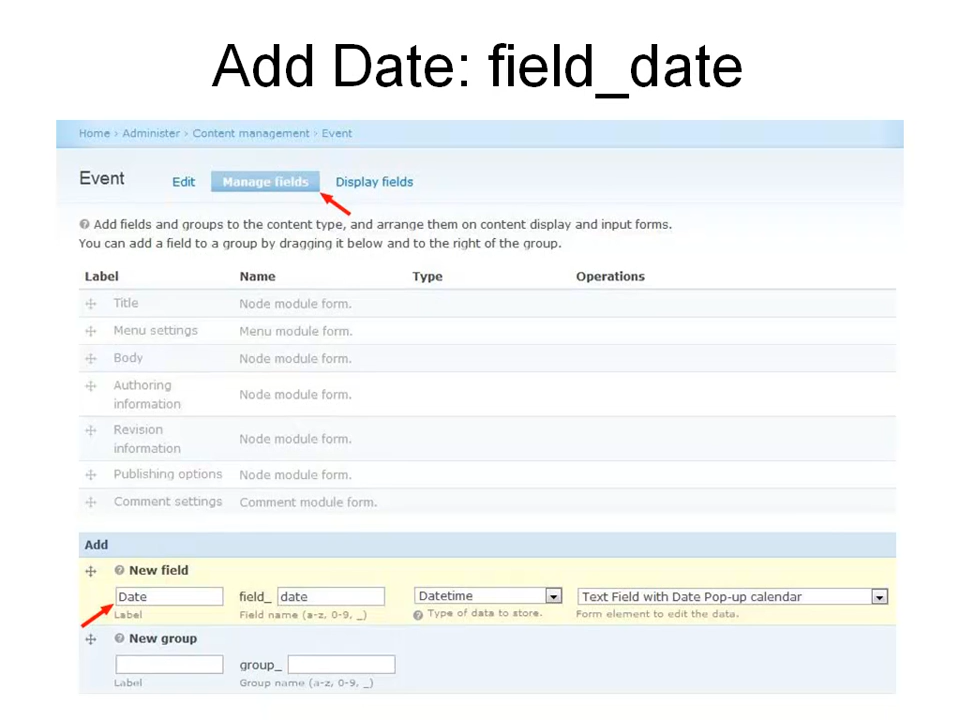 Add Date: field_date
Home › Administer › Content management › Event
Event Edit Manage fields Display fields
Add fields and groups to the content type, and arrange them on content display and input forms.
You can add a field to a group by dragging it below and to the right of the group.
Label Name Type Operations
Title Node module form.
Menu settings Menu module form.
Body Node module form.
Authoring
information Node module form.
Revision
information Node module form.
Publishing options Node module form.
Comment settings Comment module form.
Add
New field
Date field_ date Datetime Text Field with Date Pop-up calendar
Label Field name (a-z, 0-9, _) Type of data to store. Form element to edit the data.
New group
group_
Label Group name (a-z, 0-9, _)